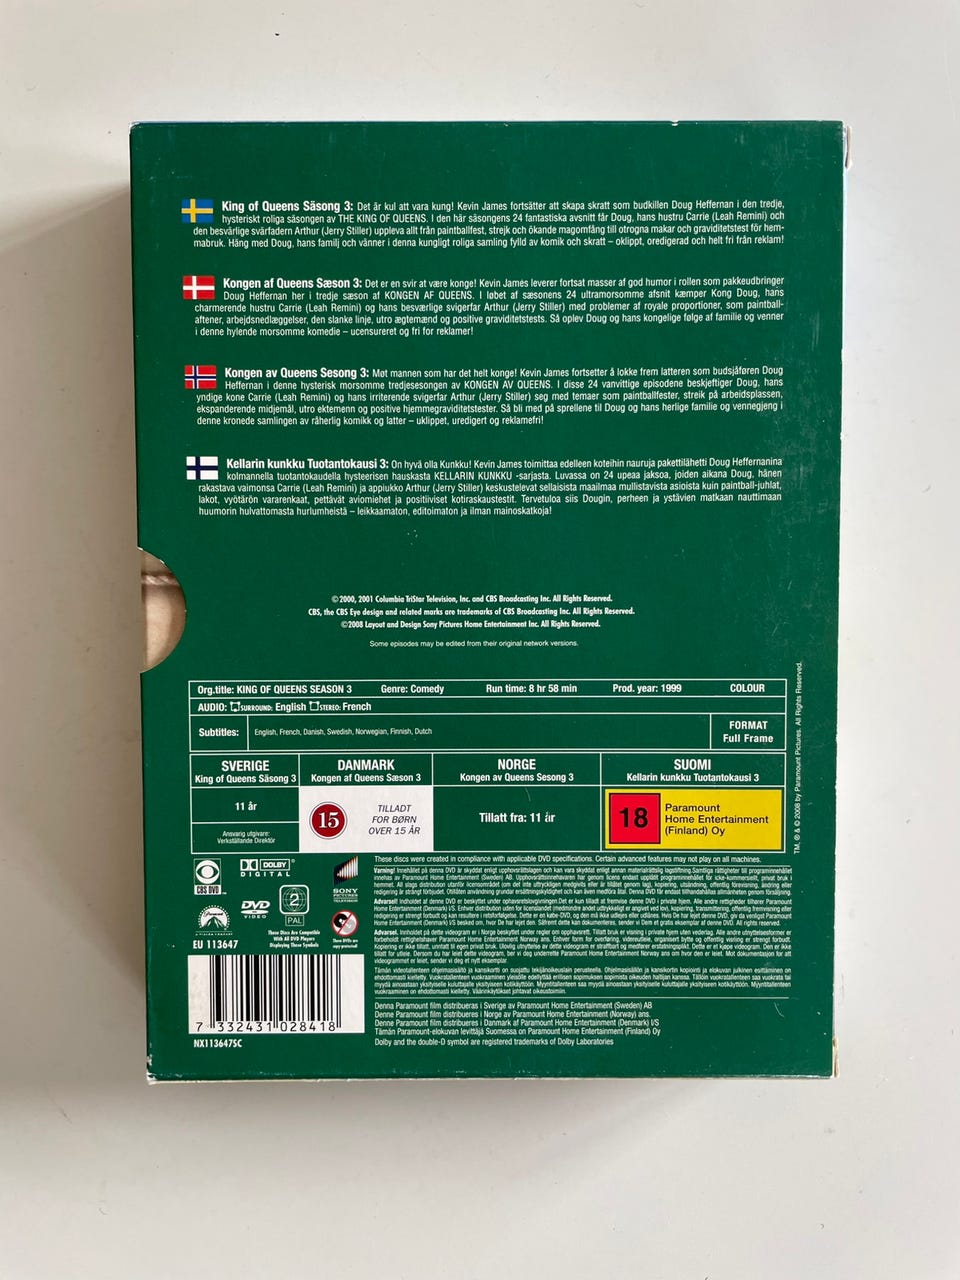 King of Queens Säsong 3: Det är kul att vara kung! Kevin James fortsätter att skapa skratt som budkillen Doug Heffernan i den tredje,
hysteriskt roliga säsongen av THE KING OF QUEENS. I den här säsongens 24 fantastiska avsnitt får Doug, hans hustru Carrie (Leah Remini) och
den besvärlige svärfadern Arthur (Jerry Stiller) uppleva allt från paintballfest, strejk och ökande magomfång till otrogna makar och graviditetstest för hem-
mabruk. Häng med Doug, hans familj och vänner i denna kungligt roliga samling fylld av komik och skratt – oklippt, oredigerad och helt fri från reklam!
Kongen af Queens Sæson 3: Det er en svir at være konge! Kevin James leverer fortsat masser af god humor i rollen som pakkeudbringer
Doug Heffernan her i tredje sæson af KONGEN AF QUEENS. I løbet af sæsonens 24 ultramorsomme afsnit kæmper Kong Doug, hans
charmerende hustru Carrie (Leah Remini) og hans besværlige svigerfar Arthur (Jerry Stiller) med problemer af royale proportioner, som paintball-
aftener, arbejdsnedlæggelser, den slanke linje, utro ægtemænd og positive graviditetstests. Så oplev Doug og hans kongelige følge af familie og venner
i denne hylende morsomme komedie – ucensureret og fri for reklamer!
Kongen av Queens Sesong 3: Møt mannen som har det helt konge! Kevin James fortsetter å lokke frem latteren som budsjåføren Doug
Heffernan i denne hysterisk morsomme tredjesesongen av KONGEN AV QUEENS. I disse 24 vanvittige episodene beskjeftiger Doug, hans
yndige kone Carrie (Leah Remini) og hans irriterende svigerfar Arthur (Jerry Stiller) seg med temaer som paintballfester, streik på arbeidsplassen,
ekspanderende midjemål, utro ektemenn og positive hjemmegraviditetstester. Så bli med på sprellene til Doug og hans herlige familie og vennegjeng i
denne kronede samlingen av råherlig komikk og latter – uklippet, uredigert og reklamefri!
Kellarin kunkku Tuotantokausi 3: On hyvä olla Kunkku! Kevin James toimittaa edelleen koteihin nauruja pakettilähetti Doug Heffernanina
kolmannella tuotantokaudella hysteerisen hauskasta KELLARIN KUNKKU -sarjasta. Luvassa on 24 upeaa jaksoa, joiden aikana Doug, hänen
rakastava vaimonsa Carrie (Leah Remini) ja appiukko Arthur (Jerry Stiller) keskustelevat sellaisista maailmaa mullistavista asioista kuin paintball-juhlat,
lakot, vyötärön vararenkaat, pettävät aviomiehet ja positiiviset kotiraskaustestit. Tervetuloa siis Dougin, perheen ja ystävien matkaan nauttimaan
huumorin hulvattomasta hurlumheistä – leikkaamaton, editoimaton ja ilman mainoskatkoja!
©2000, 2001 Columbia TriStar Television, Inc. and CBS Broadcasting Inc. All Rights Reserved.
CBS, the CBS Eye design and related marks are trademarks of CBS Broadcasting Inc. All Rights Reserved.
©2008 Layout and Design Sony Pictures Home Entertainment Inc. All Rights Reserved.
Some episodes may be edited from their original network versions.
Org.title: KING OF QUEENS SEASON 3 Genre: Comedy Run time: 8 hr 58 min Prod. year: 1999 COLOUR
AUDIO: SURROUND: English STEREO: French
Subtitles: English, French, Danish, Swedish, Norwegian, Finnish, Dutch
FORMAT
Full Frame
SVERIGE
King of Queens Säsong 3
DANMARK
Kongen af Queens Sæson 3
NORGE
Kongen av Queens Sesong 3
SUOMI
Kellarin kunkku Tuotantokausi 3
11 år
Ansvarig utgivare:
Verkställande Direktör
15
TILLADT
FOR BØRN
OVER 15 ÅR
Tillatt fra: 11 år
18
Paramount
Home Entertainment
(Finland) Oy
TM, ® & © 2008 by Paramount Pictures. All Rights Reserved.
CBS DVD
DOLBY
DIGITAL
SONY
PICTURES
TELEVISION
Paramount
DVD
VIDEO
2
PAL
These Discs Are Compatible
With All DVD Players
Displaying These Symbols
EU 113647
7 332431 028418
NX113647SC
These discs were created in compliance with applicable DVD specifications. Certain advanced features may not play on all machines.
Denna Paramount film distribueras i Sverige av Paramount Home Entertainment (Sweden) AB
Denne Paramount film distribueres i Norge av Paramount Home Entertainment (Norway) ans.
Denne Paramount film distribueres i Danmark af Paramount Home Entertainment (Denmark) I/S
Tämän Paramount-elokuvan levittäjä Suomessa on Paramount Home Entertainment (Finland) Oy
Dolby and the double-D symbol are registered trademarks of Dolby Laboratories